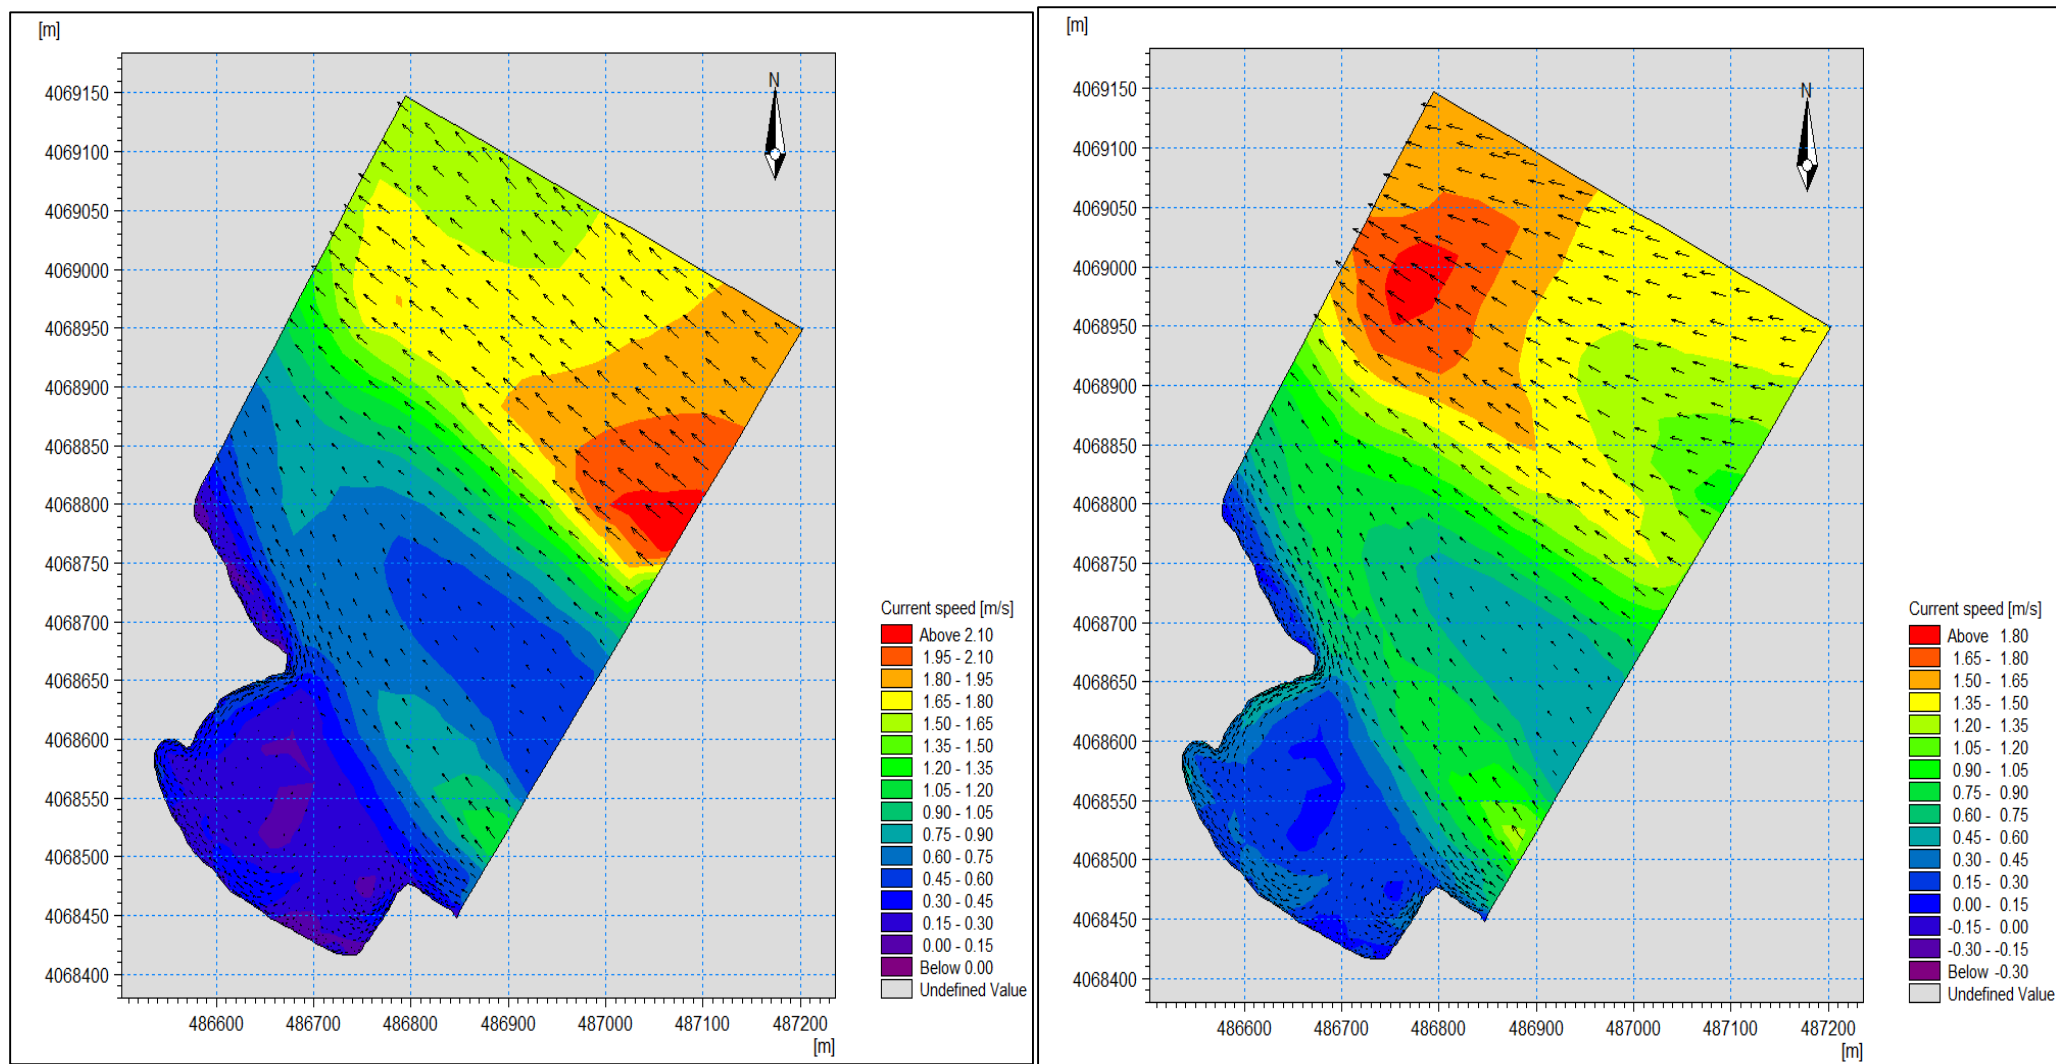 [m]
N
4069150
4069100
4069050
4069000
4068950
4068900
4068850
4068800
4068750
4068700
4068650
4068600
4068550
4068500
4068450
4068400
486600 486700 486800 486900 487000 487100 487200
[m]
Current speed [m/s]
Above 2.10
1.95 - 2.10
1.80 - 1.95
1.65 - 1.80
1.50 - 1.65
1.35 - 1.50
1.20 - 1.35
1.05 - 1.20
0.90 - 1.05
0.75 - 0.90
0.60 - 0.75
0.45 - 0.60
0.30 - 0.45
0.15 - 0.30
0.00 - 0.15
Below 0.00
Undefined Value
[m]
N
4069150
4069100
4069050
4069000
4068950
4068900
4068850
4068800
4068750
4068700
4068650
4068600
4068550
4068500
4068450
4068400
486600 486700 486800 486900 487000 487100 487200
[m]
Current speed [m/s]
Above 1.80
1.65 - 1.80
1.50 - 1.65
1.35 - 1.50
1.20 - 1.35
1.05 - 1.20
0.90 - 1.05
0.75 - 0.90
0.60 - 0.75
0.45 - 0.60
0.30 - 0.45
0.15 - 0.30
0.00 - 0.15
-0.15 - 0.00
-0.30 - -0.15
Below -0.30
Undefined Value